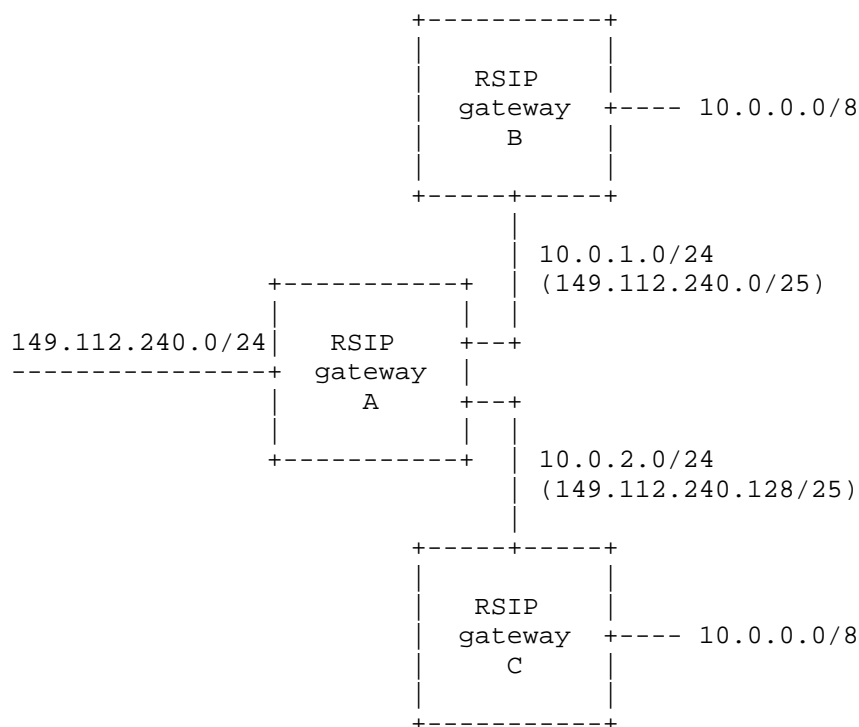 RSIP
gateway
B
10.0.0.0/8
10.0.1.0/24
(149.112.240.0/25)
149.112.240.0/24
RSIP
gateway
A
10.0.2.0/24
(149.112.240.128/25)
RSIP
gateway
C
10.0.0.0/8